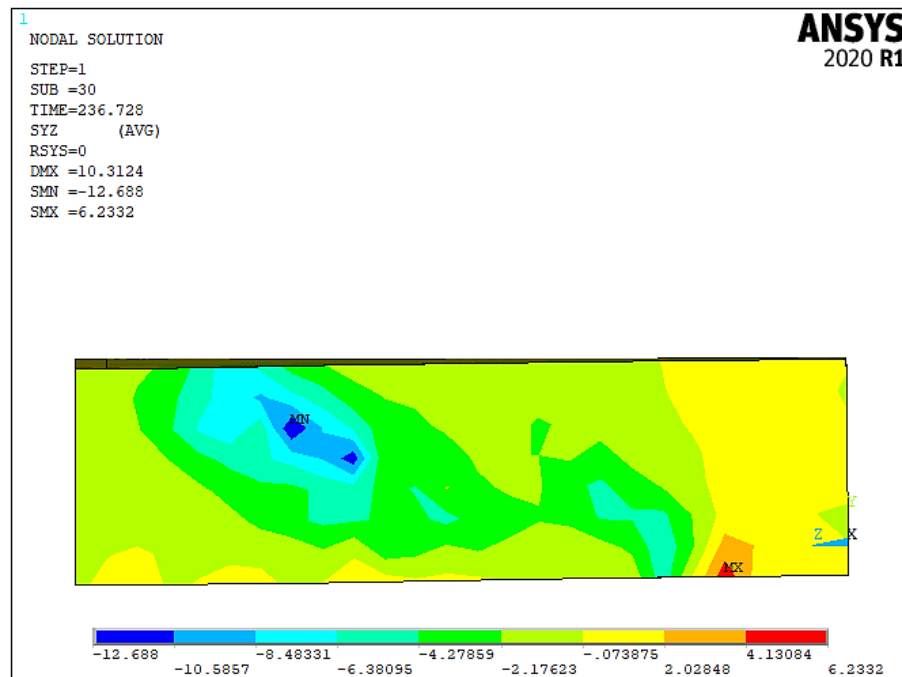 1
NODAL SOLUTION
ANSYS
2020 R1
STEP=1
SUB =30
TIME=236.728
SYZ (AVG)
RSYS=0
DMX =10.3124
SMN =-12.688
SMX =6.2332
MN
Y
Z X
MX
-12.688 -8.48331 -4.27859 -.073875 4.13084
-10.5857 -6.38095 -2.17623 2.02848 6.2332